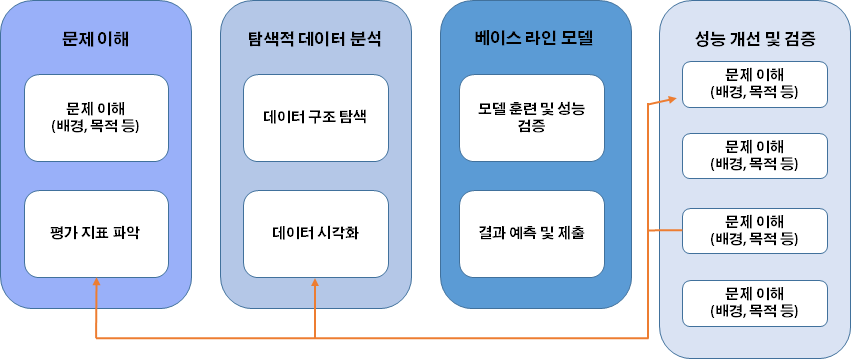 문제 이해
문제 이해
(배경, 목적 등)
평가 지표 파악
탐색적 데이터 분석
데이터 구조 탐색
데이터 시각화
베이스 라인 모델
모델 훈련 및 성능
검증
결과 예측 및 제출
성능 개선 및 검증
문제 이해
(배경, 목적 등)
문제 이해
(배경, 목적 등)
문제 이해
(배경, 목적 등)
문제 이해
(배경, 목적 등)